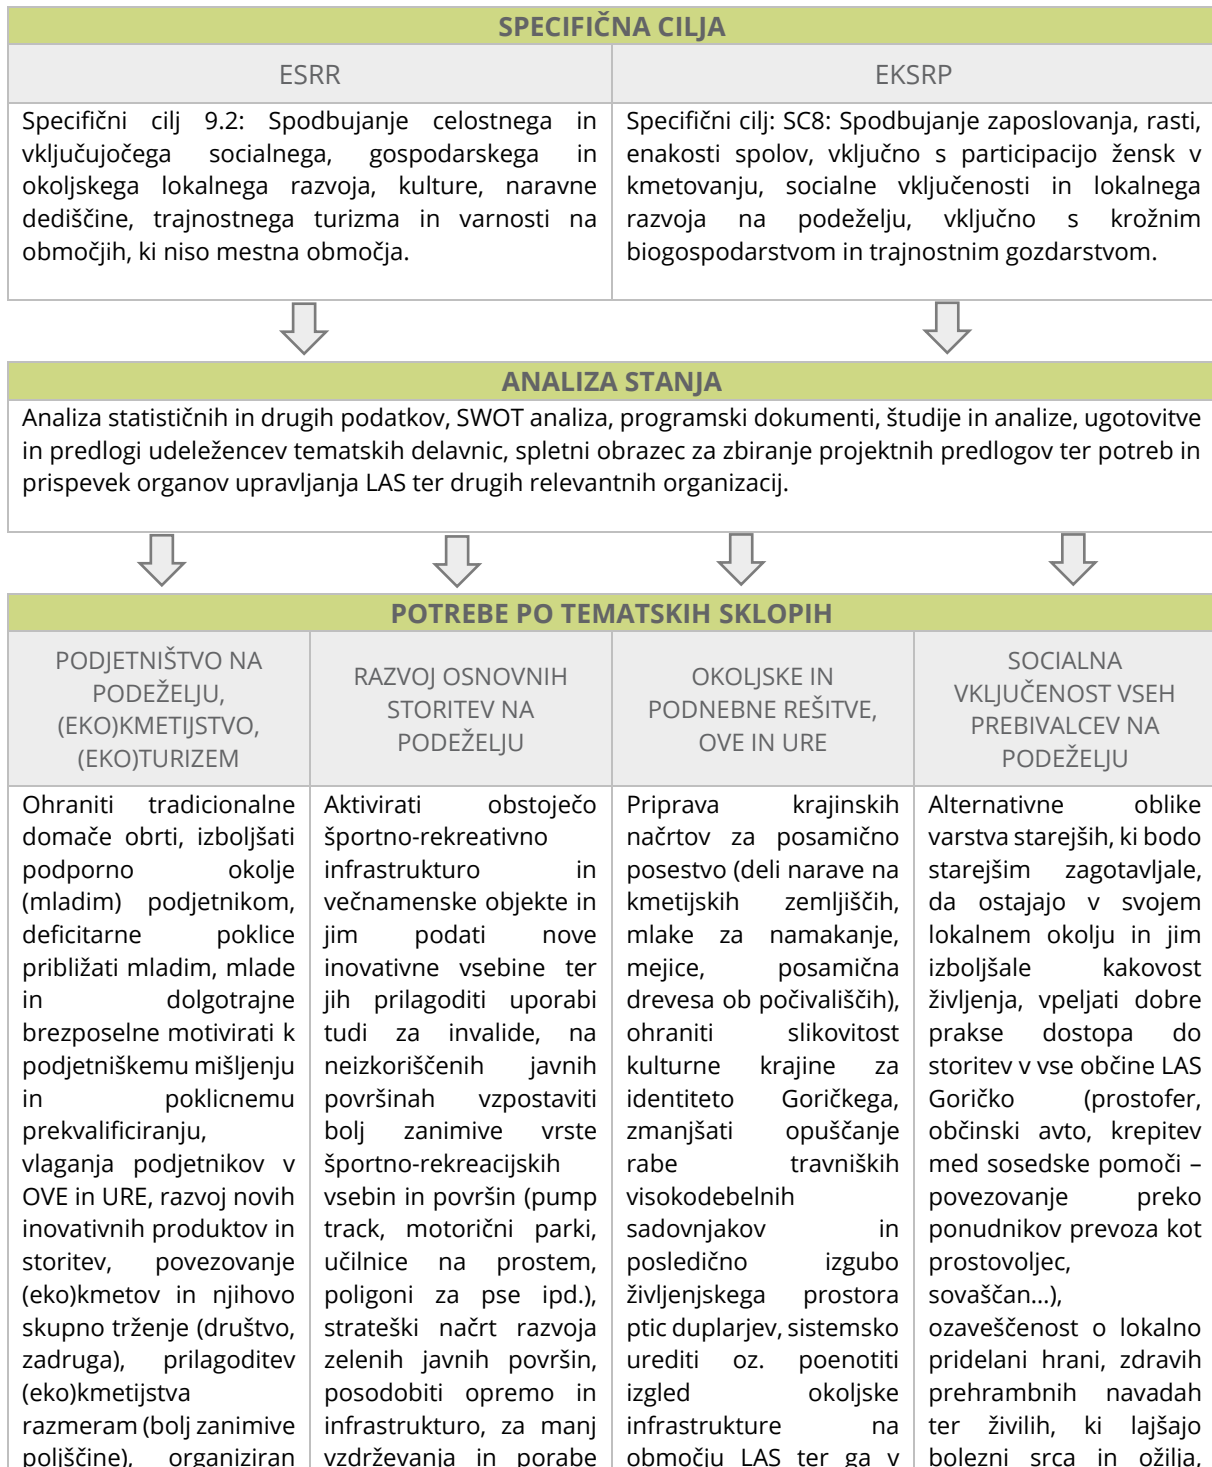 SPECIFIČNA CILJA
ESRR
EKSRP
Specifični cilj 9.2: Spodbujanje celostnega in
vključujočega socialnega, gospodarskega in
okoljskega lokalnega razvoja, kulture, naravne
dediščine, trajnostnega turizma in varnosti na
območjih, ki niso mestna območja.
Specifični cilj: SC8: Spodbujanje zaposlovanja, rasti,
enakosti spolov, vključno s participacijo žensk v
kmetovanju, socialne vključenosti in lokalnega
razvoja na podeželju, vključno s krožnim
biogospodarstvom in trajnostnim gozdarstvom.
ANALIZA STANJA
Analiza statističnih in drugih podatkov, SWOT analiza, programski dokumenti, študije in analize, ugotovitve
in predlogi udeležencev tematskih delavnic, spletni obrazec za zbiranje projektnih predlogov ter potreb in
prispevek organov upravljanja LAS ter drugih relevantnih organizacij.
POTREBE PO TEMATSKIH SKLOPIH
PODJETNIŠTVO NA
PODEŽELJU,
(EKO)KMETIJSTVO,
(EKO)TURIZEM
RAZVOJ OSNOVNIH
STORITEV NA
PODEŽELJU
OKOLJSKE IN
PODNEBNE REŠITVE,
OVE IN URE
SOCIALNA
VKLJUČENOST VSEH
PREBIVALCEV NA
PODEŽELJU
Ohraniti tradicionalne
domače obrti, izboljšati
podporno okolje
(mladim) podjetnikom,
deficitarne poklice
približati mladim, mlade
in dolgotrajne
brezposelne motivirati k
podjetniškemu mišljenju
in poklicnemu
prekvalificiranju,
vlaganja podjetnikov v
OVE in URE, razvoj novih
inovativnih produktov in
storitev, povezovanje
(eko)kmetov in njihovo
skupno trženje (društvo,
zadruga), prilagoditev
(eko)kmetijstva
razmeram (bolj zanimive
poljščine), organiziran
Aktivirati obstoječo
športno-rekreativno
infrastrukturo in
večnamenske objekte in
jim podati nove
inovativne vsebine ter
jih prilagoditi uporabi
tudi za invalide, na
neizkoriščenih javnih
površinah vzpostaviti
bolj zanimive vrste
športno-rekreacijskih
vsebin in površin (pump
track, motorični parki,
učilnice na prostem,
poligoni za pse ipd.),
strateški načrt razvoja
zelenih javnih površin,
posodobiti opremo in
infrastrukturo, za manj
vzdrževanja in porabe
Priprava krajinskih
načrtov za posamično
posestvo (deli narave na
kmetijskih zemljiščih,
mlake za namakanje,
mejice, posamična
drevesa ob počivališčih),
ohraniti slikovitost
kulturne krajine za
identiteto Goričkega,
zmanjšati opuščanje
rabe travniških
visokodebelnih
sadovnjakov in
posledično izgubo
življenjskega prostora
ptic duplarjev, sistemsko
urediti oz. poenotiti
izgled okoljske
infrastrukture na
območju LAS ter ga v
Alternativne oblike
varstva starejših, ki bodo
starejšim zagotavljale,
da ostajajo v svojem
lokalnem okolju in jim
izboljšale kakovost
življenja, vpeljati dobre
prakse dostopa do
storitev v vse občine LAS
Goričko (prostofer,
občinski avto, krepitev
med sosedske pomoči –
povezovanje preko
ponudnikov prevoza kot
prostovoljec,
sovaščan…),
ozaveščenost o lokalno
pridelani hrani, zdravih
prehrambnih navadah
ter živilih, ki lajšajo
bolezni srca in ožilja,